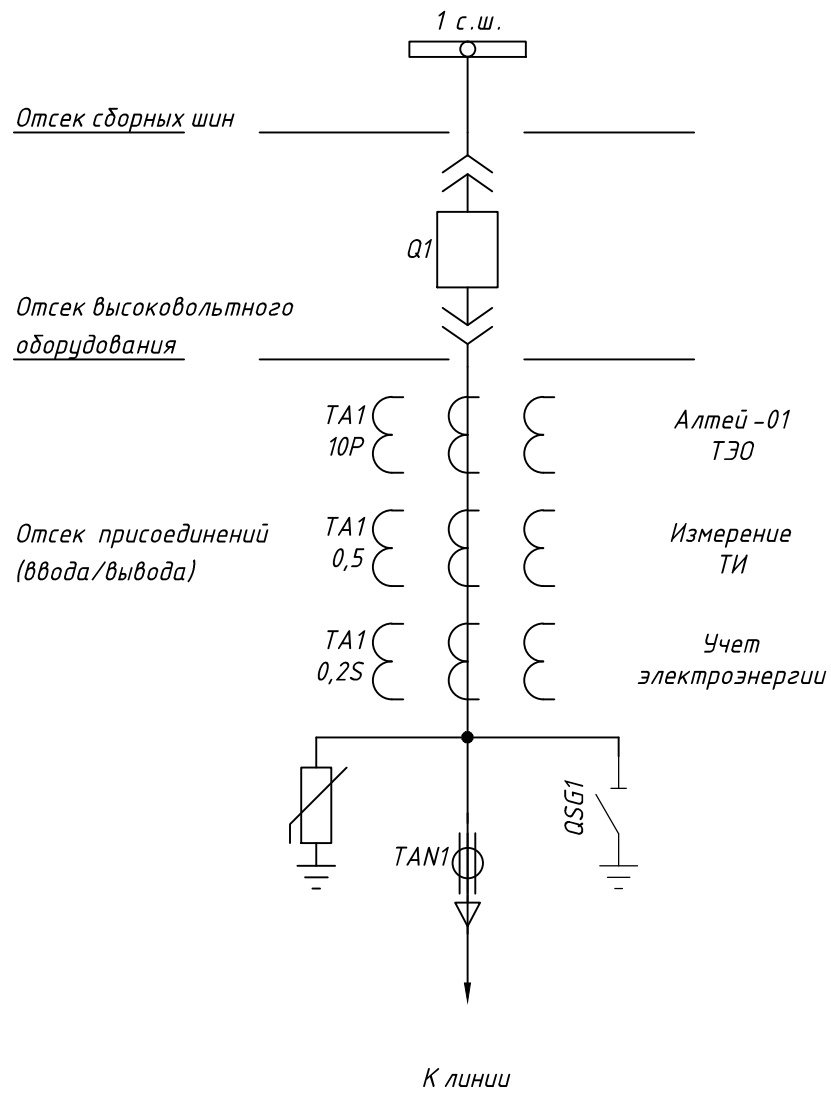 1 с.ш.
Отсек сборных шин
Q1
Отсек высоковольтного
оборудования
TA1
10P
Алтей-01
ТЭО
Отсек присоединений
(ввода/вывода)
TA1
0,5
Измерение
ТИ
TA1
0,2S
Учет
электроэнергии
QSG1
TAN1
К линии